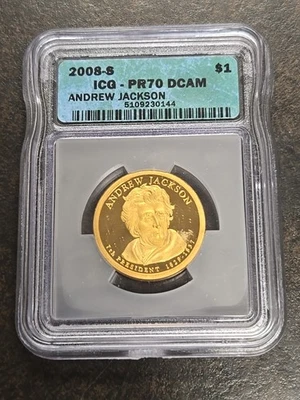 2008-S $1
ICG - PR70 DCAM
ANDREW JACKSON
5109230144
ANDREW JACKSON
7th PRESIDENT 1829-1837